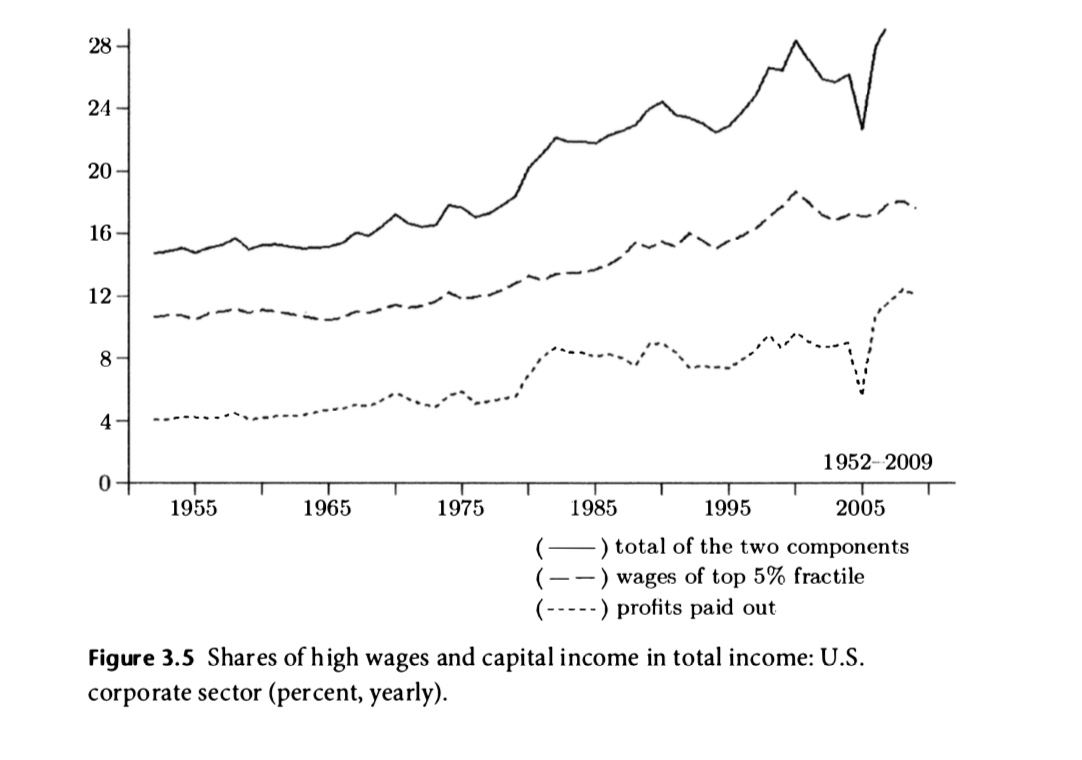 28
24
20
16
12
8
4
0
1952–2009
1955 1965 1975 1985 1995 2005
(——) total of the two components
(— —) wages of top 5% fractile
(-----) profits paid out
Figure 3.5 Shares of high wages and capital income in total income: U.S.
corporate sector (percent, yearly).